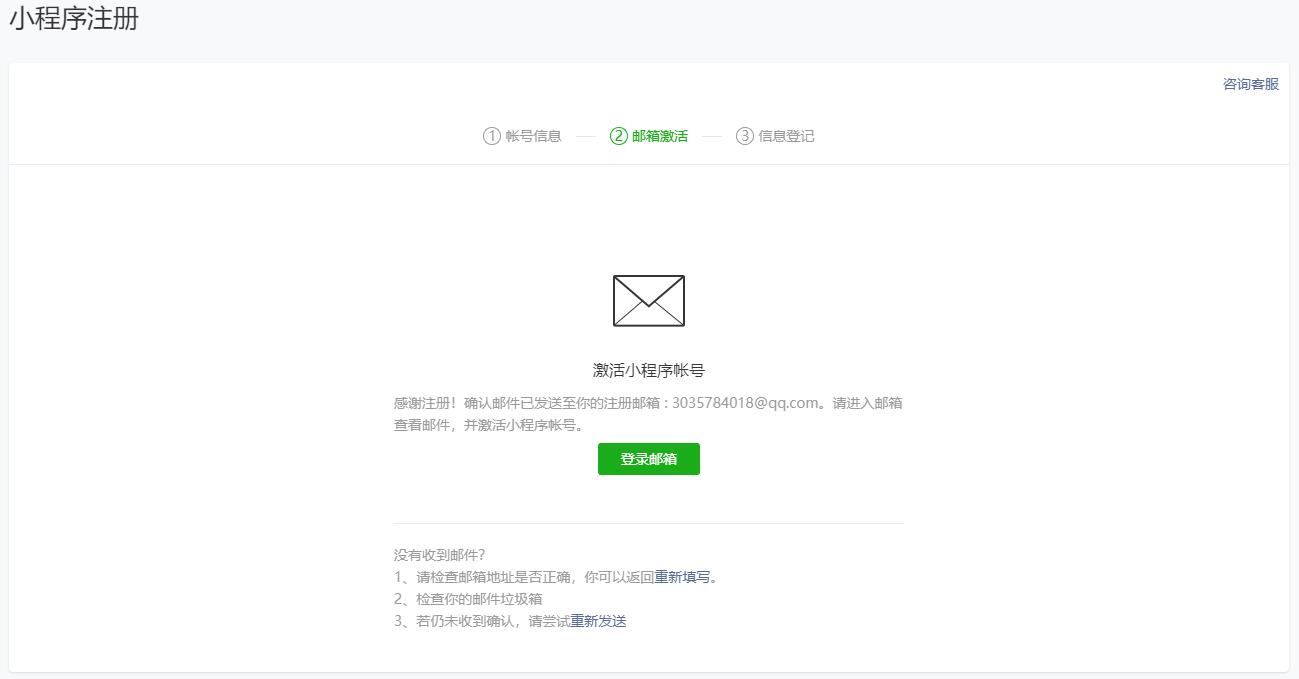 小程序注册
咨询客服
① 帐号信息 ② 邮箱激活 ③ 信息登记
激活小程序帐号
感谢注册！确认邮件已发送至你的注册邮箱 : 3035784018@qq.com。请进入邮箱
查看邮件，并激活小程序帐号。
登录邮箱
没有收到邮件?
1、请检查邮箱地址是否正确，你可以返回重新填写。
2、检查你的邮件垃圾箱
3、若仍未收到确认，请尝试重新发送